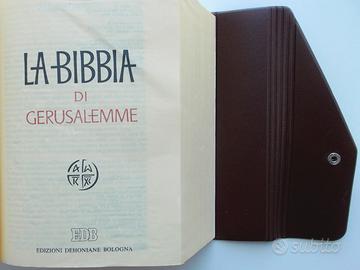 LA BIBBIA
DI
GERUSALEMME
EDB
EDIZIONI DEHONIANE BOLOGNA
subito